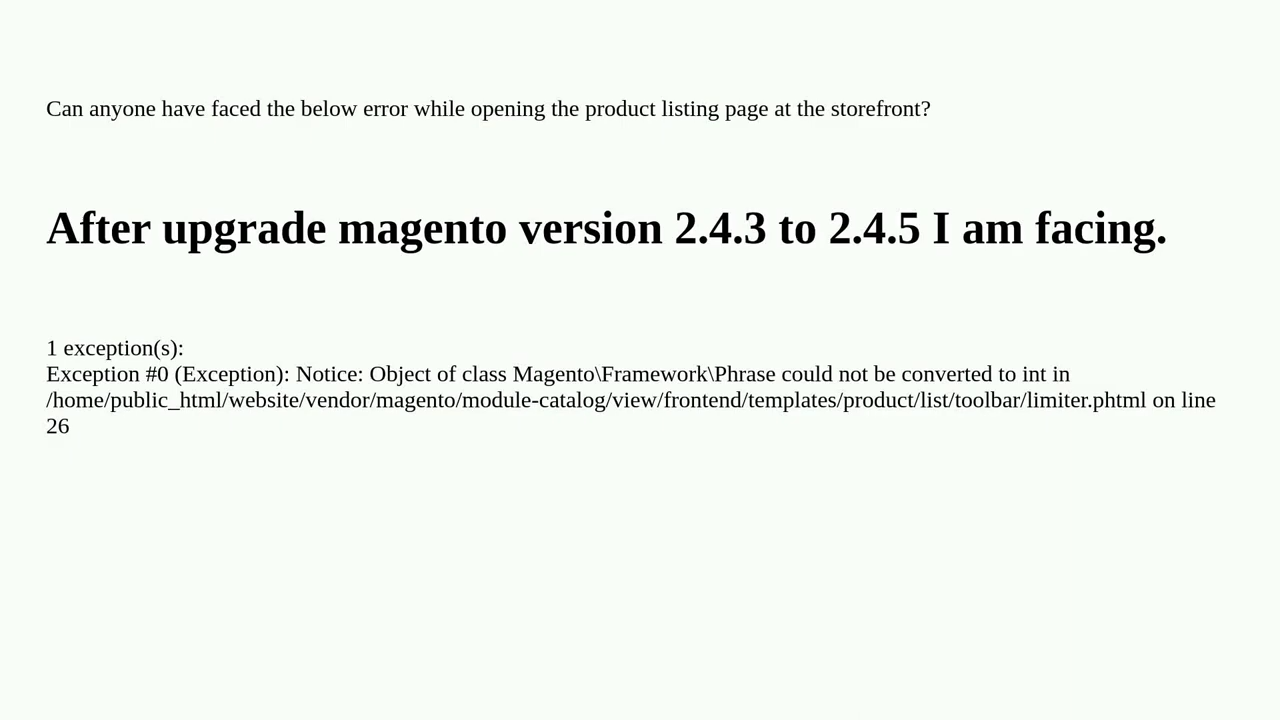 Can anyone have faced the below error while opening the product listing page at the storefront?
After upgrade magento version 2.4.3 to 2.4.5 I am facing.
1 exception(s):
Exception #0 (Exception): Notice: Object of class Magento\Framework\Phrase could not be converted to int in
/home/public_html/website/vendor/magento/module-catalog/view/frontend/templates/product/list/toolbar/limiter.phtml on line
26